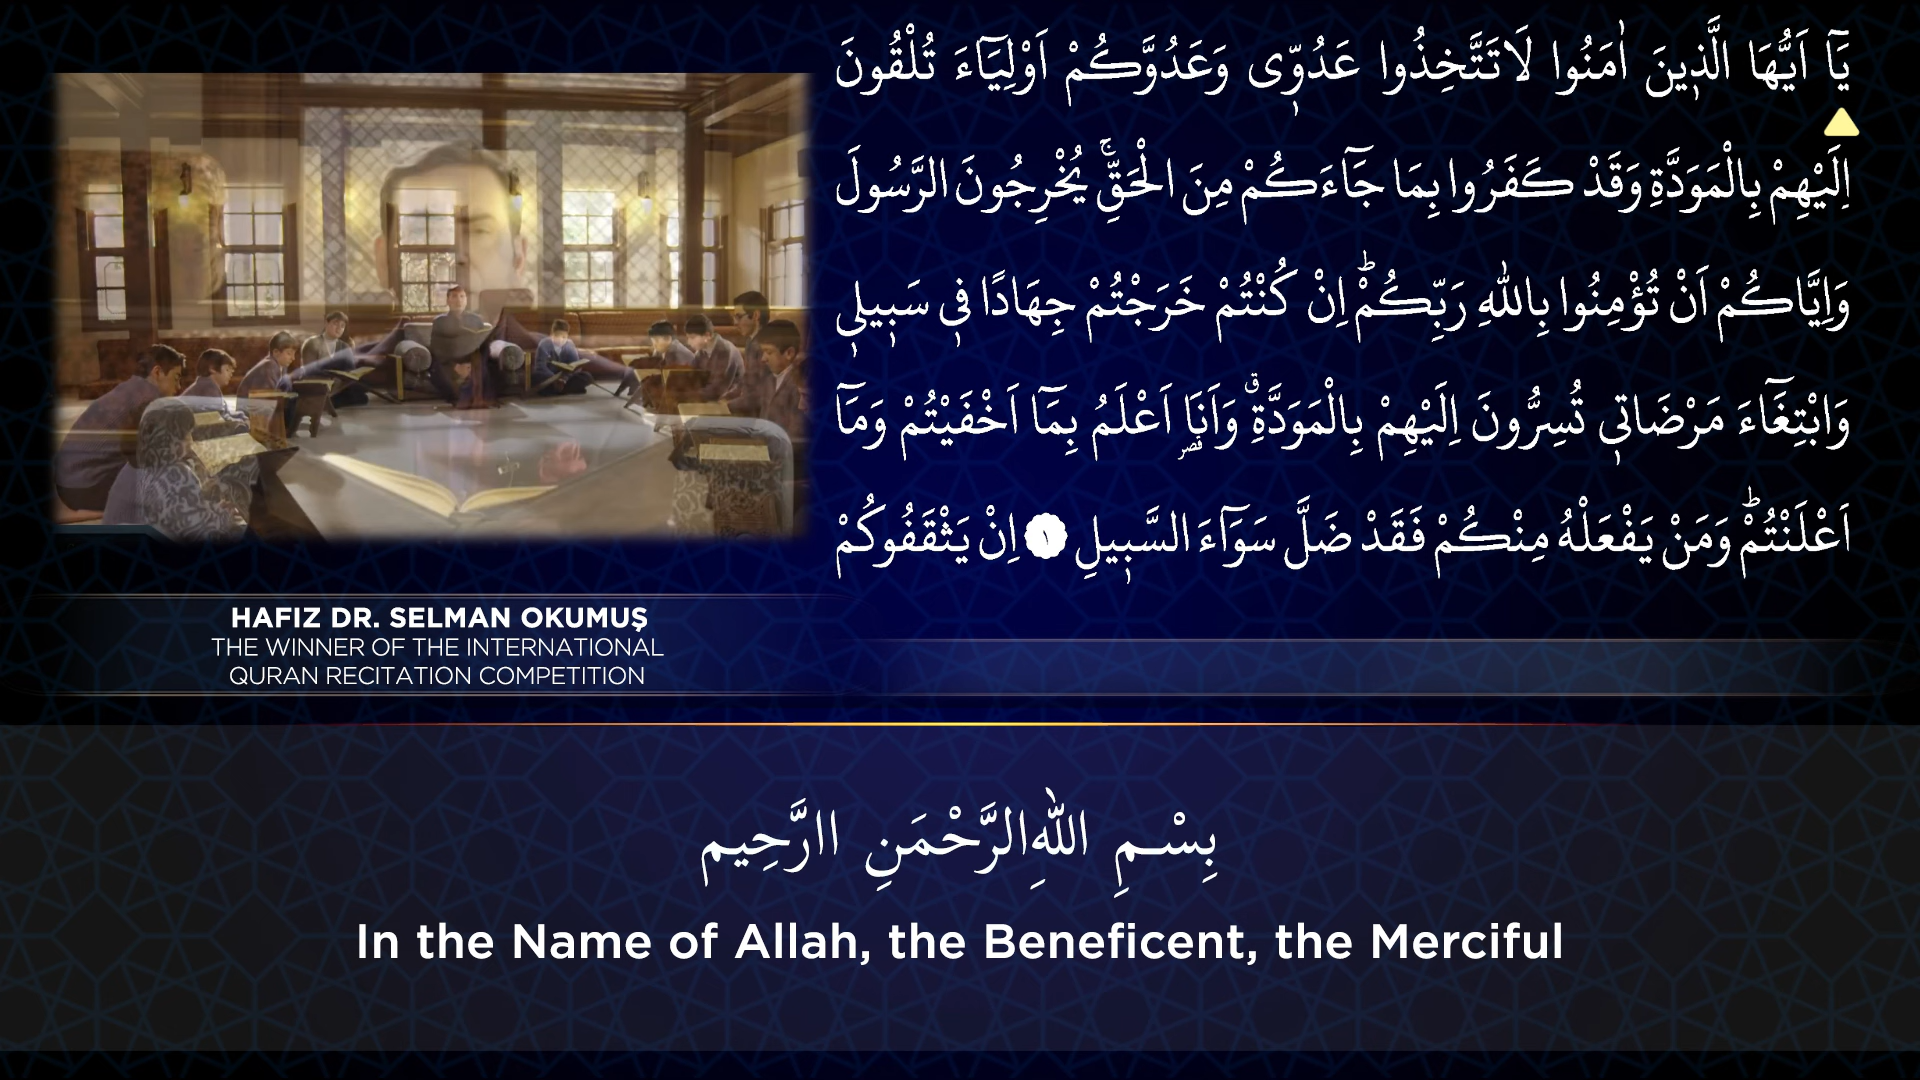 يَٓا اَيُّهَا الَّذ۪ينَ اٰمَنُوا لَا تَتَّخِذُوا عَدُوّ۪ى وَعَدُوَّكُمْ اَوْلِيَٓاءَ تُلْقُونَ
اِلَيْهِمْ بِالْمَوَدَّةِ وَقَدْ كَفَرُوا بِمَا جَٓاءَكُمْ مِنَ الْحَقِّۚ يُخْرِجُونَ الرَّسُولَ
وَاِيَّاكُمْ اَنْ تُؤْمِنُوا بِاللّٰهِ رَبِّكُمْۜ اِنْ كُنْتُمْ خَرَجْتُمْ جِهَادًا ف۪ي سَب۪يل۪ي
وَابْتِغَٓاءَ مَرْضَات۪ي تُسِرُّونَ اِلَيْهِمْ بِالْمَوَدَّةِۗ وَاَنَا۬ اَعْلَمُ بِمَٓا اَخْفَيْتُمْ وَمَٓا
اَعْلَنْتُمْۜ وَمَنْ يَفْعَلْهُ مِنْكُمْ فَقَدْ ضَلَّ سَوَٓاءَ السَّب۪يلِ ١ اِنْ يَثْقَفُوكُمْ
HAFIZ DR. SELMAN OKUMUŞ
THE WINNER OF THE INTERNATIONAL
QURAN RECITATION COMPETITION
بِسْـمِ اللّٰهِ الرَّحْمَنِ اارَّحِيم
In the Name of Allah, the Beneficent, the Merciful